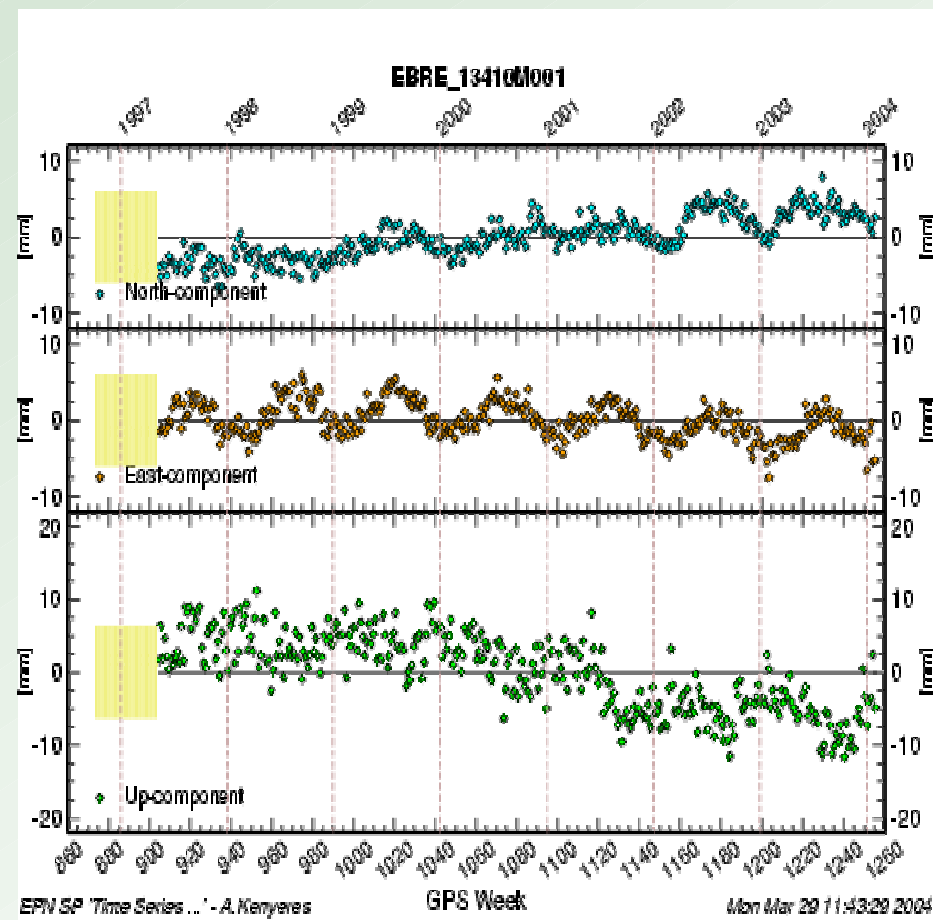 EBRE_13410M001
1997 1998 1999 2000 2001 2002 2003 2004
10 10
[mm] 0 0 [mm]
North-component
-10 -10
10 10
[mm] 0 0 [mm]
East-component
-10 -10
20 20
10 10
[mm] 0 0 [mm]
-10 -10
Up-component
-20 -20
860 880 900 920 940 960 980 1000 1020 1040 1060 1080 1100 1120 1140 1160 1180 1200 1220 1240 1260
EPN SP 'Time Series ...' - A. Kenyeres GPS Week Mon Mar 29 11:43:29 2004